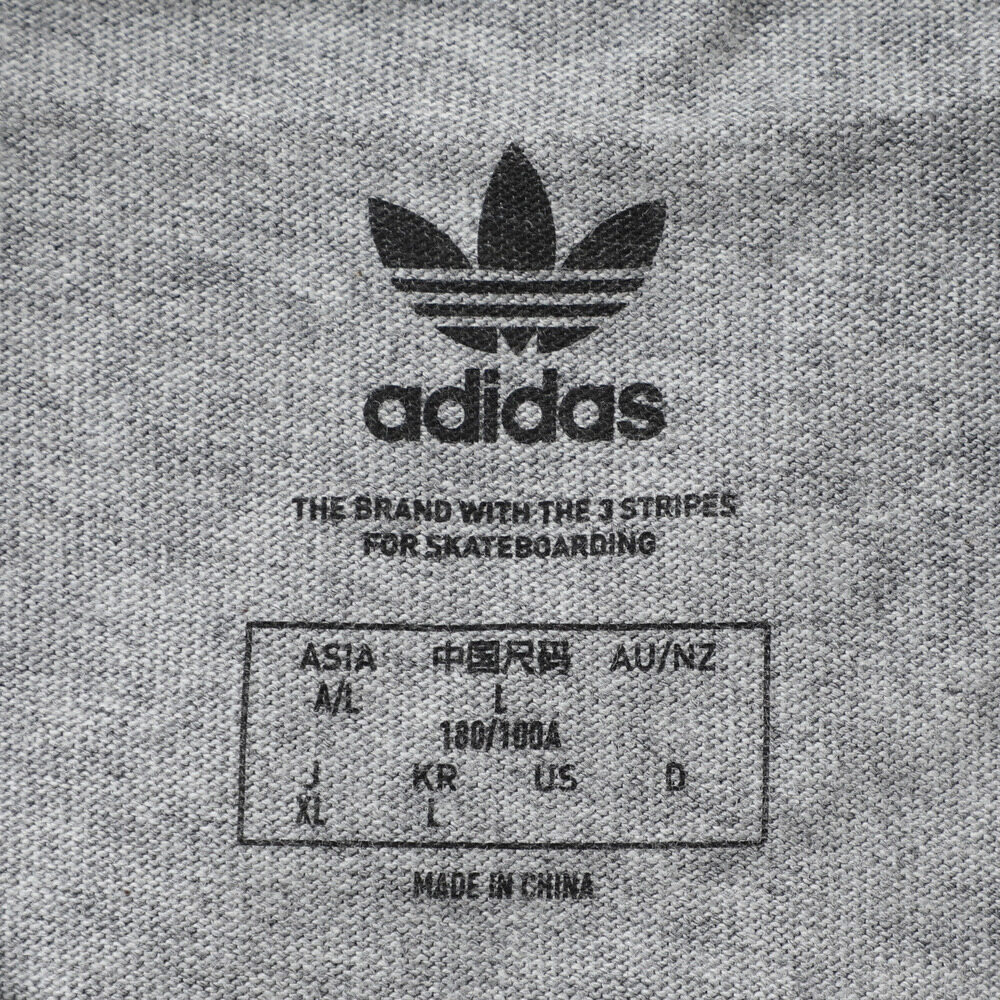 adidas
THE BRAND WITH THE 3 STRIPES
FOR SKATEBOARDING
ASIA 中国尺码 AU/NZ
A/L L
180/100A
J KR US D
XL L
MADE IN CHINA